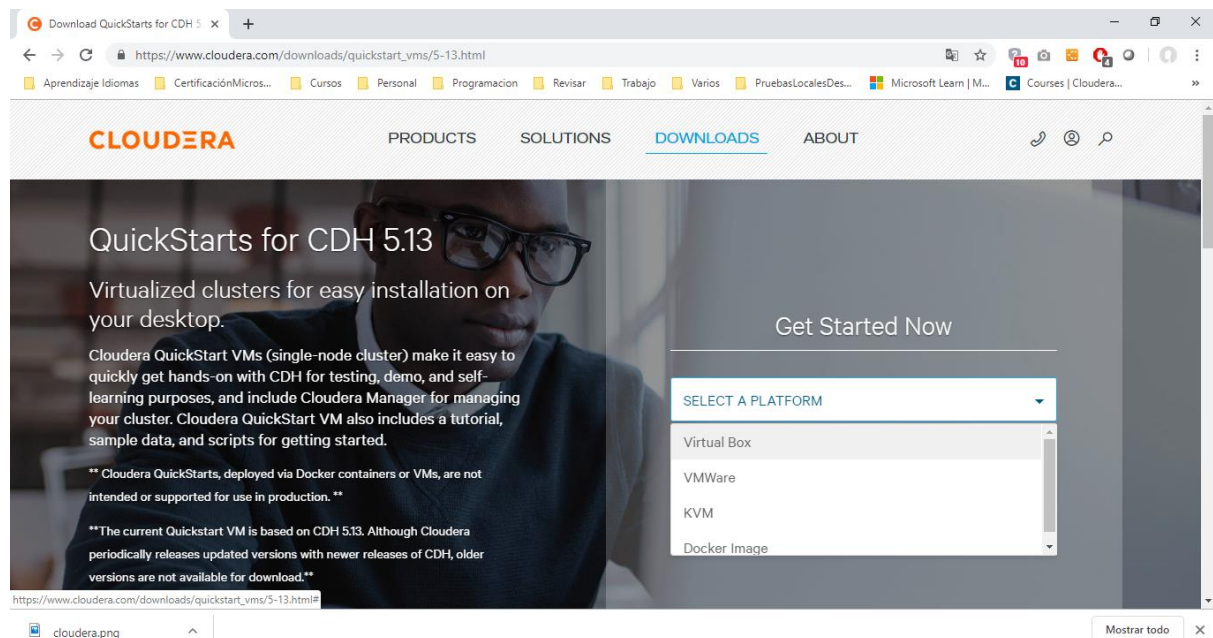 Download QuickStarts for CDH 5
https://www.cloudera.com/downloads/quickstart_vms/5-13.html
10
4
Aprendizaje Idiomas
CertificaciónMicros...
Cursos
Personal
Programacion
Revisar
Trabajo
Varios
PruebasLocalesDes...
Microsoft Learn | M...
C
Courses | Cloudera...
»
CLOUDERA
PRODUCTS
SOLUTIONS
DOWNLOADS
ABOUT
QuickStarts for CDH 5.13
Virtualized clusters for easy installation on
your desktop.
Cloudera QuickStart VMs (single-node cluster) make it easy to
quickly get hands-on with CDH for testing, demo, and self-
learning purposes, and include Cloudera Manager for managing
your cluster. Cloudera QuickStart VM also includes a tutorial,
sample data, and scripts for getting started.
** Cloudera QuickStarts, deployed via Docker containers or VMs, are not
intended or supported for use in production. **
**The current Quickstart VM is based on CDH 5.13. Although Cloudera
periodically releases updated versions with newer releases of CDH, older
versions are not available for download.**
Get Started Now
SELECT A PLATFORM
Virtual Box
VMWare
KVM
Docker Image
https://www.cloudera.com/downloads/quickstart_vms/5-13.html#
cloudera.png
Mostrar todo